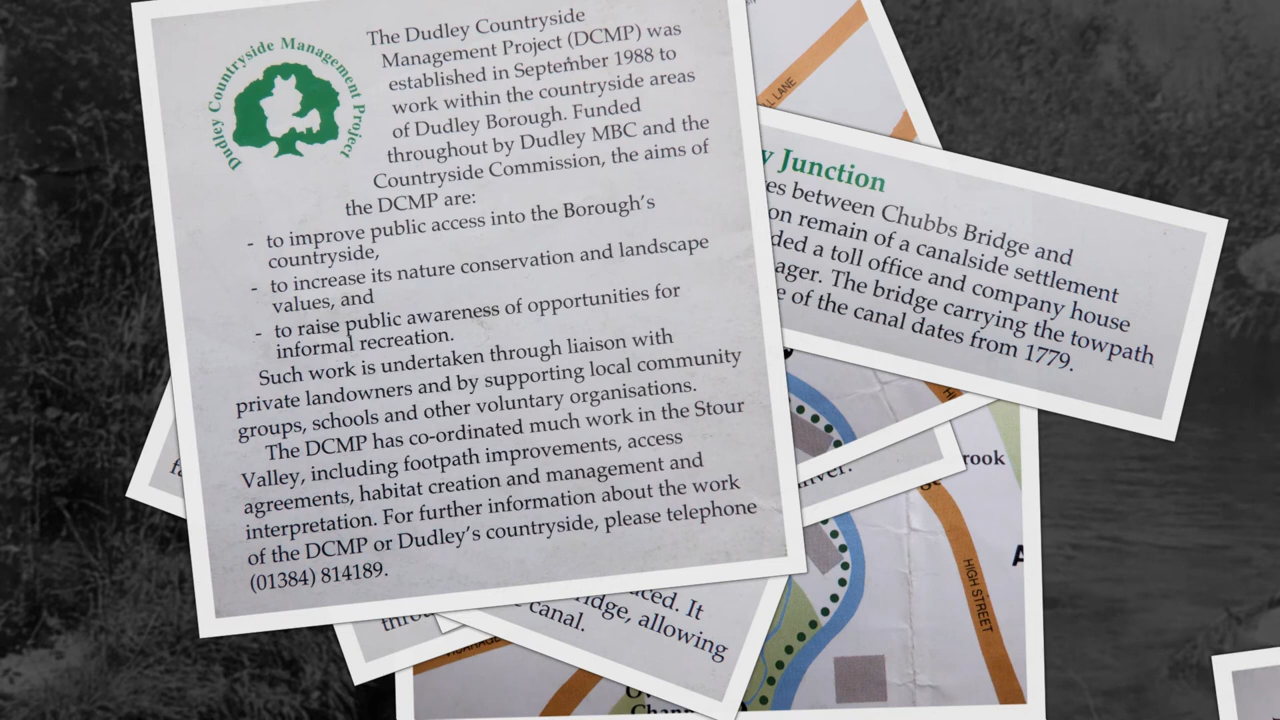 Dudley Countryside Management Project
The Dudley Countryside
Management Project (DCMP) was
established in September 1988 to
work within the countryside areas
of Dudley Borough. Funded
throughout by Dudley MBC and the
Countryside Commission, the aims of
the DCMP are:
- to improve public access into the Borough's
countryside,
- to increase its nature conservation and landscape
values, and
- to raise public awareness of opportunities for
informal recreation.
Such work is undertaken through liaison with
private landowners and by supporting local community
groups, schools and other voluntary organisations.
The DCMP has co-ordinated much work in the Stour
Valley, including footpath improvements, access
agreements, habitat creation and management and
interpretation. For further information about the work
of the DCMP or Dudley's countryside, please telephone
(01384) 814189.
LANE
Junction
between Chubbs Bridge and
remain of a canalside settlement
a toll office and company house
The bridge carrying the towpath
of the canal dates from 1779.
HIGH STREET
It
allowing
canal.